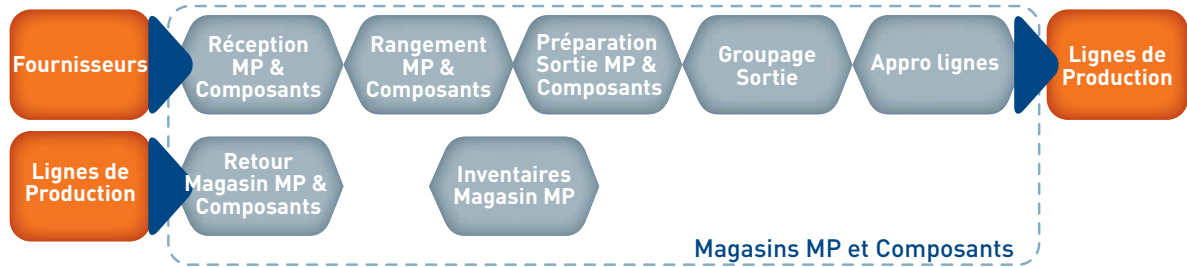 Fournisseurs
Réception
MP &
Composants
Rangement
MP &
Composants
Préparation
Sortie MP &
Composants
Groupage
Sortie
Appro lignes
Lignes de
Production
Lignes de
Production
Retour
Magasin MP &
Composants
Inventaires
Magasin MP
Magasins MP et Composants